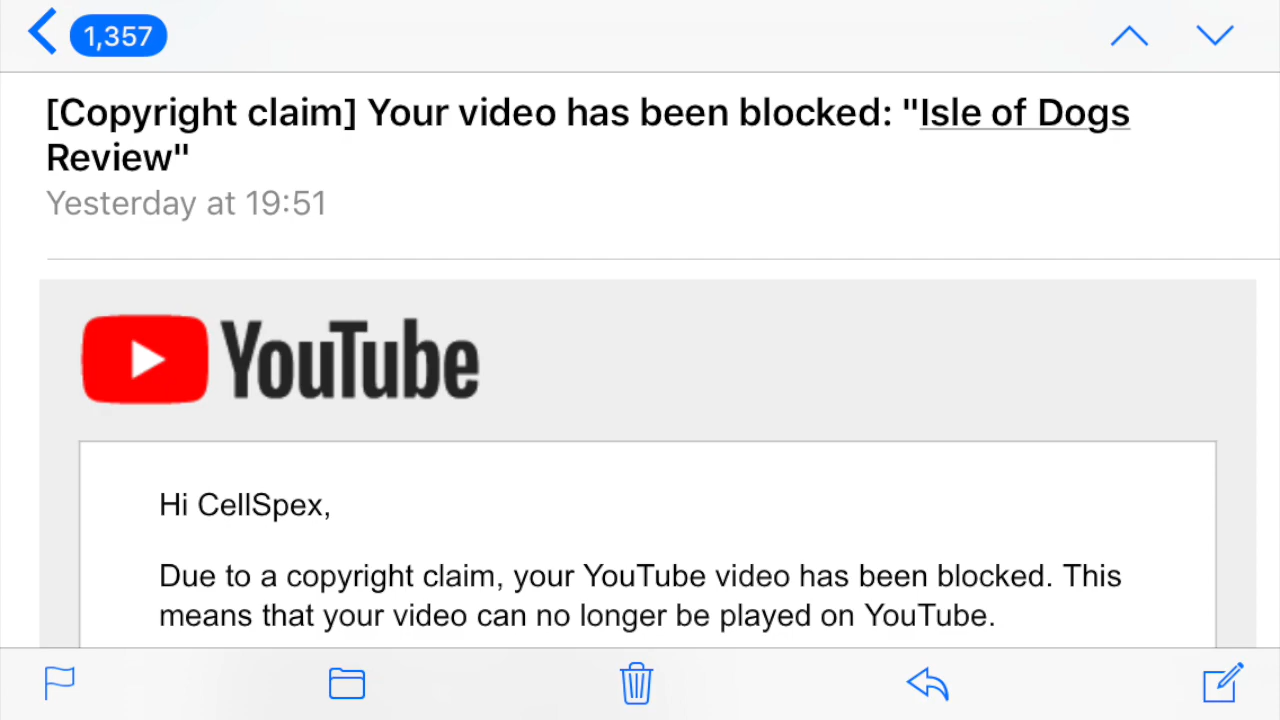 1,357
[Copyright claim] Your video has been blocked: "Isle of Dogs
Review"
Yesterday at 19:51
YouTube
Hi CellSpex,
Due to a copyright claim, your YouTube video has been blocked. This
means that your video can no longer be played on YouTube.